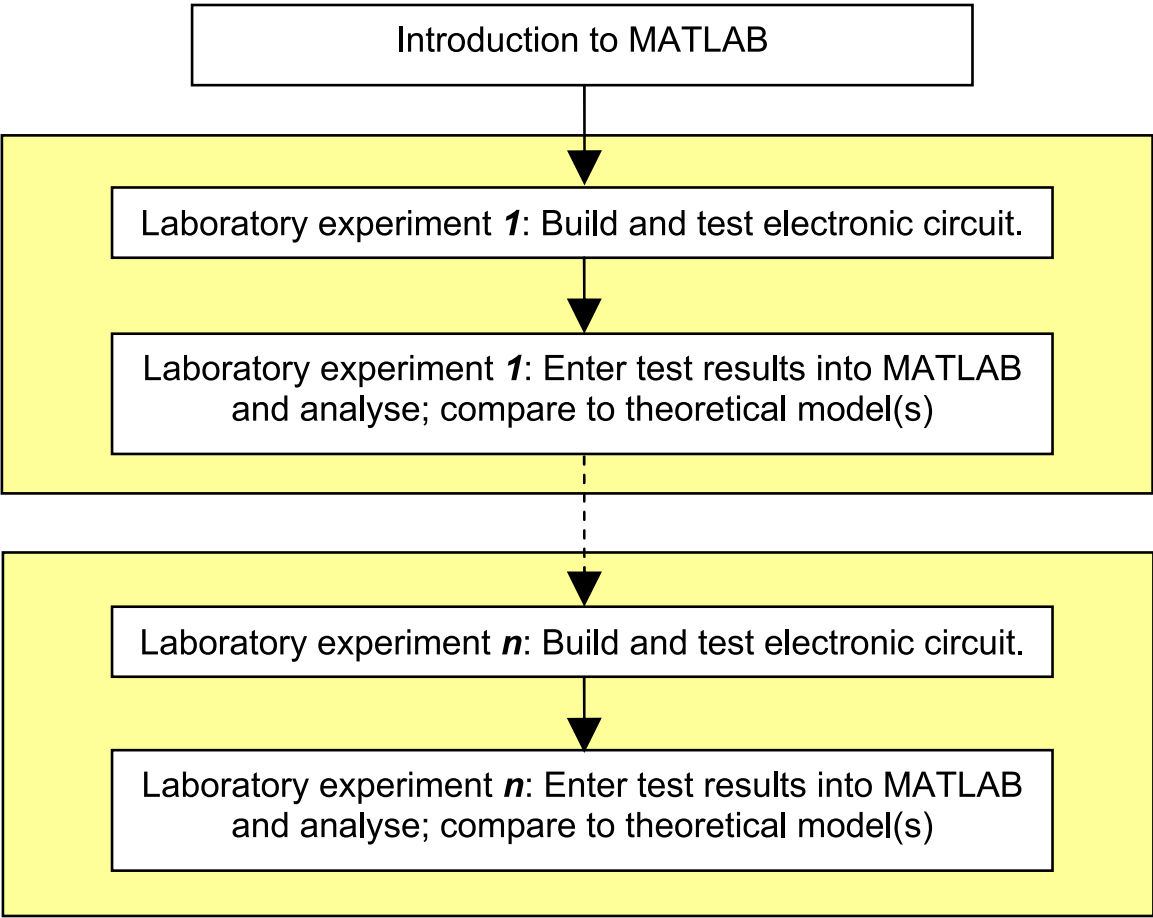 Introduction to MATLAB
Laboratory experiment 1: Build and test electronic circuit.
Laboratory experiment 1: Enter test results into MATLAB
and analyse; compare to theoretical model(s)
Laboratory experiment n: Build and test electronic circuit.
Laboratory experiment n: Enter test results into MATLAB
and analyse; compare to theoretical model(s)